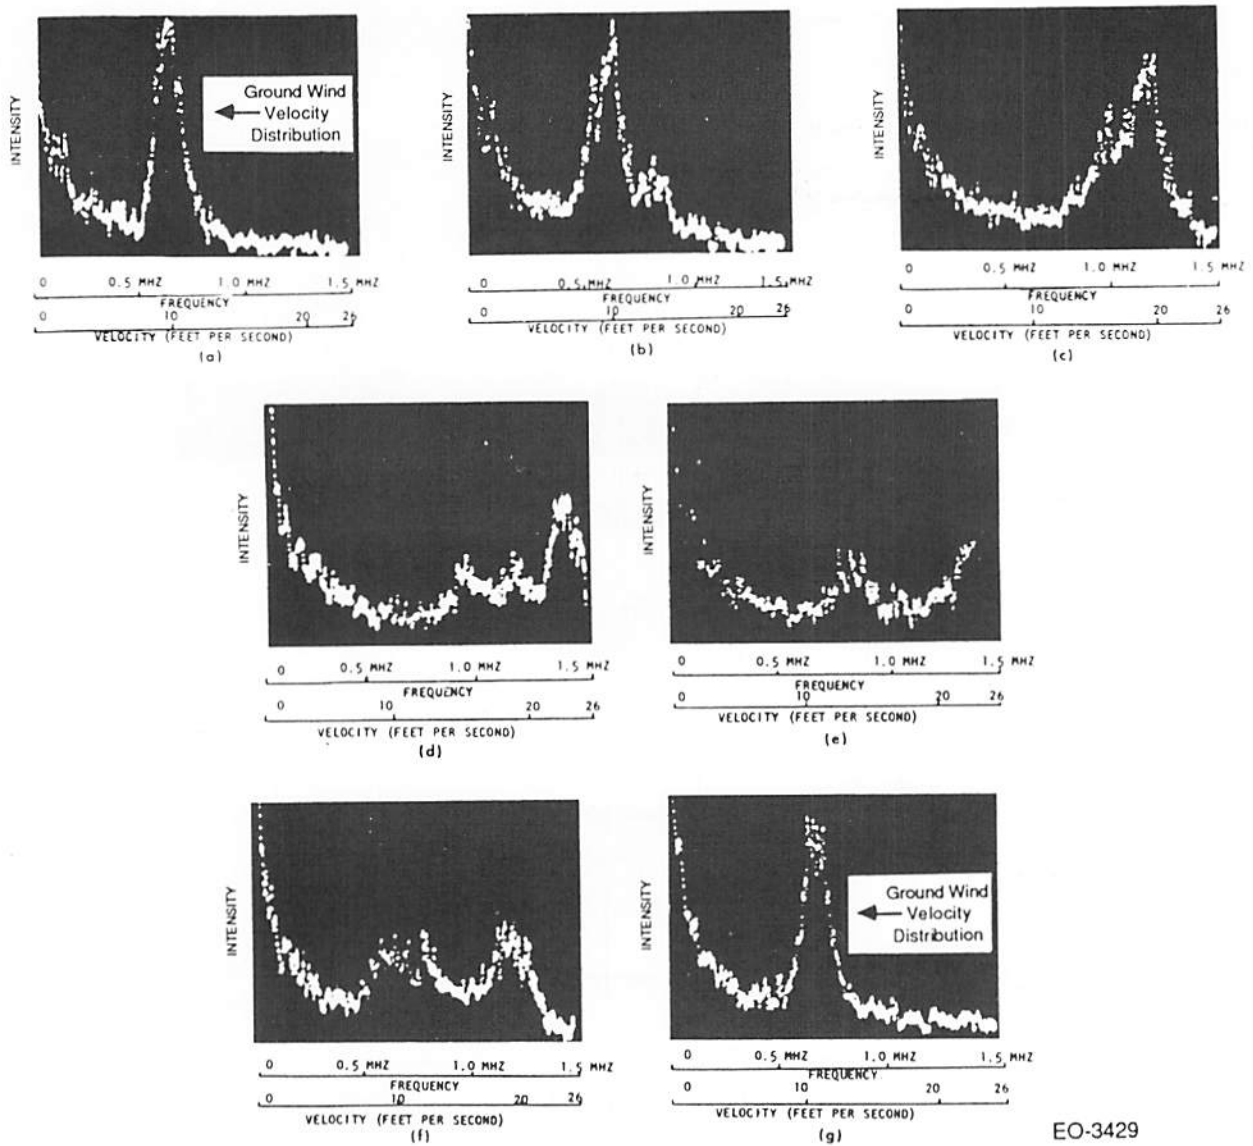 INTENSITY
Ground Wind
Velocity
Distribution
0 0.5 MHZ 1.0 MHZ 1.5 MHZ
FREQUENCY
0 10 20 26
VELOCITY (FEET PER SECOND)
(a)
INTENSITY
0 0.5 MHZ 1.0 MHZ 1.5 MHZ
FREQUENCY
0 10 20 26
VELOCITY (FEET PER SECOND)
(b)
INTENSITY
0 0.5 MHZ 1.0 MHZ 1.5 MHZ
FREQUENCY
0 10 20 26
VELOCITY (FEET PER SECOND)
(c)
INTENSITY
0 0.5 MHZ 1.0 MHZ 1.5 MHZ
FREQUENCY
0 10 20 26
VELOCITY (FEET PER SECOND)
(d)
INTENSITY
0 0.5 MHZ 1.0 MHZ 1.5 MHZ
FREQUENCY
0 10 20 26
VELOCITY (FEET PER SECOND)
(e)
INTENSITY
0 0.5 MHZ 1.0 MHZ 1.5 MHZ
FREQUENCY
0 10 20 26
VELOCITY (FEET PER SECOND)
(f)
INTENSITY
Ground Wind
Velocity
Distribution
0 0.5 MHZ 1.0 MHZ 1.5 MHZ
FREQUENCY
0 10 20 26
VELOCITY (FEET PER SECOND)
(g)
EO-3429